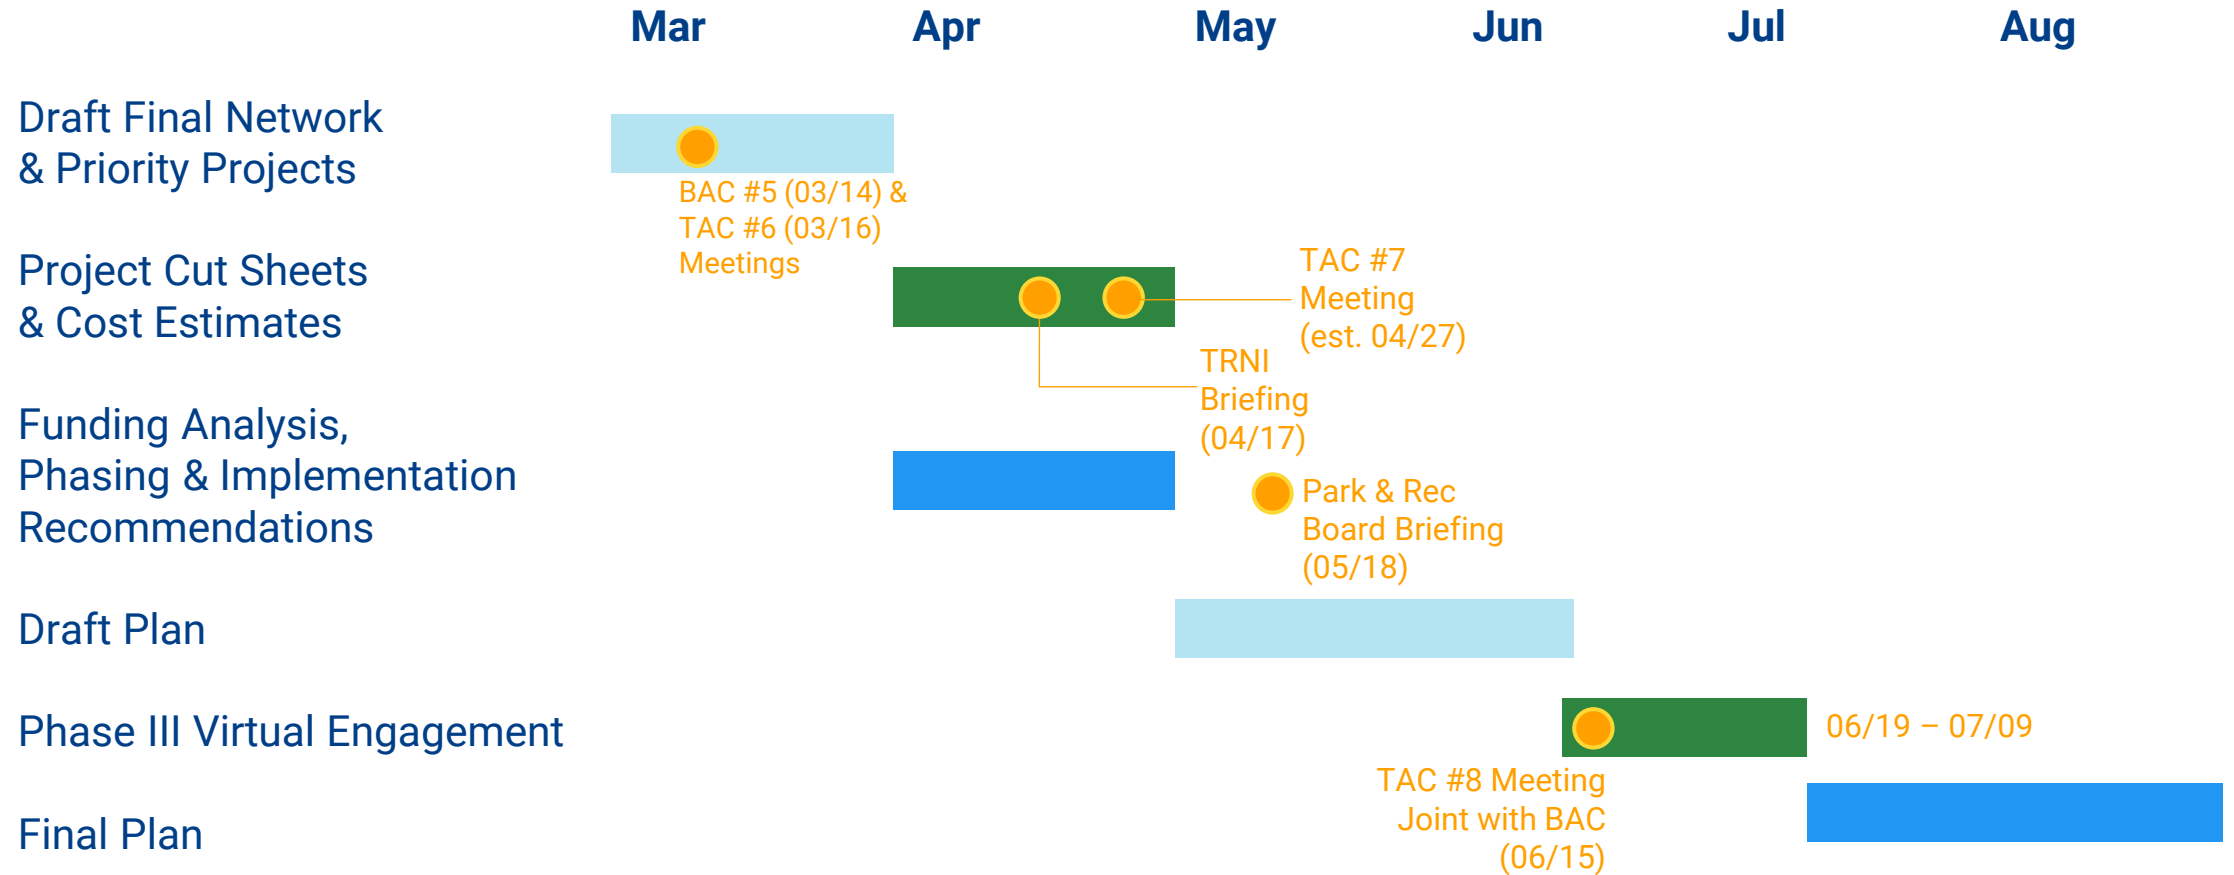 Mar Apr May Jun Jul Aug
Draft Final Network
& Priority Projects
BAC #5 (03/14) &
TAC #6 (03/16)
Meetings
Project Cut Sheets
& Cost Estimates
TAC #7
Meeting
(est. 04/27)
TRNI
Briefing
(04/17)
Funding Analysis,
Phasing & Implementation
Recommendations
Park & Rec
Board Briefing
(05/18)
Draft Plan
Phase III Virtual Engagement
06/19 – 07/09
TAC #8 Meeting
Joint with BAC
(06/15)
Final Plan